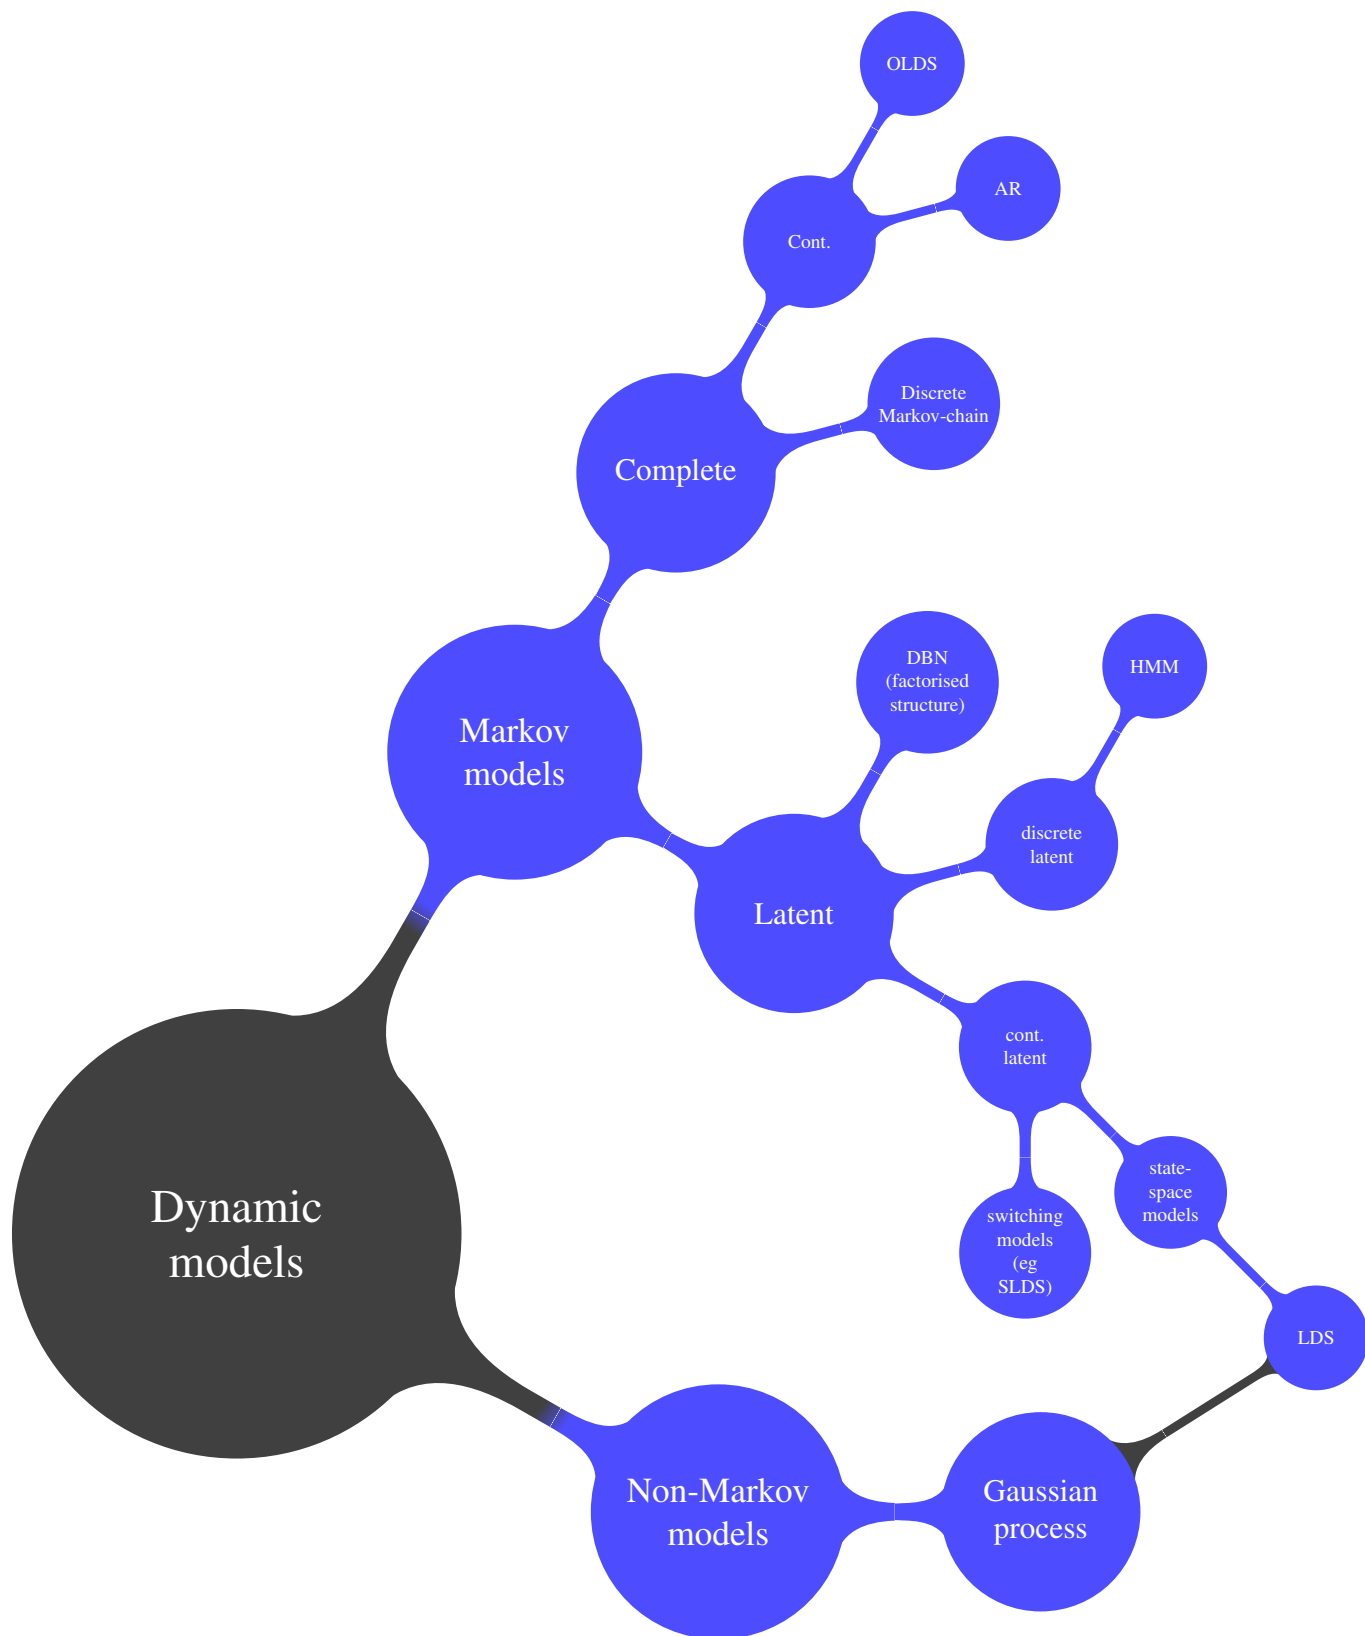 OLDS
AR
Cont.
Discrete
Markov-chain
Complete
DBN
(factorised
structure)
HMM
Markov
models
discrete
latent
Latent
cont.
latent
state-
space
models
switching
models
(eg
SLDS)
Dynamic
models
LDS
Non-Markov
models
Gaussian
process